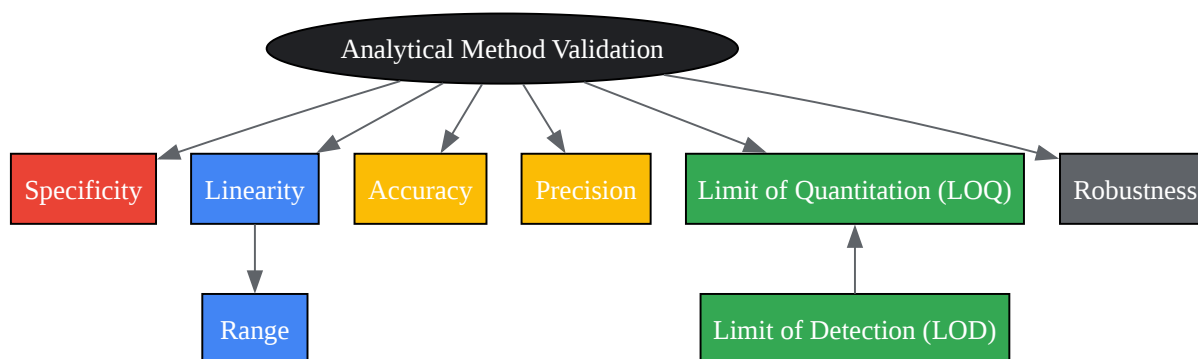 Analytical Method Validation
Specificity
Linearity
Accuracy
Precision
Limit of Quantitation (LOQ)
Robustness
Range
Limit of Detection (LOD)